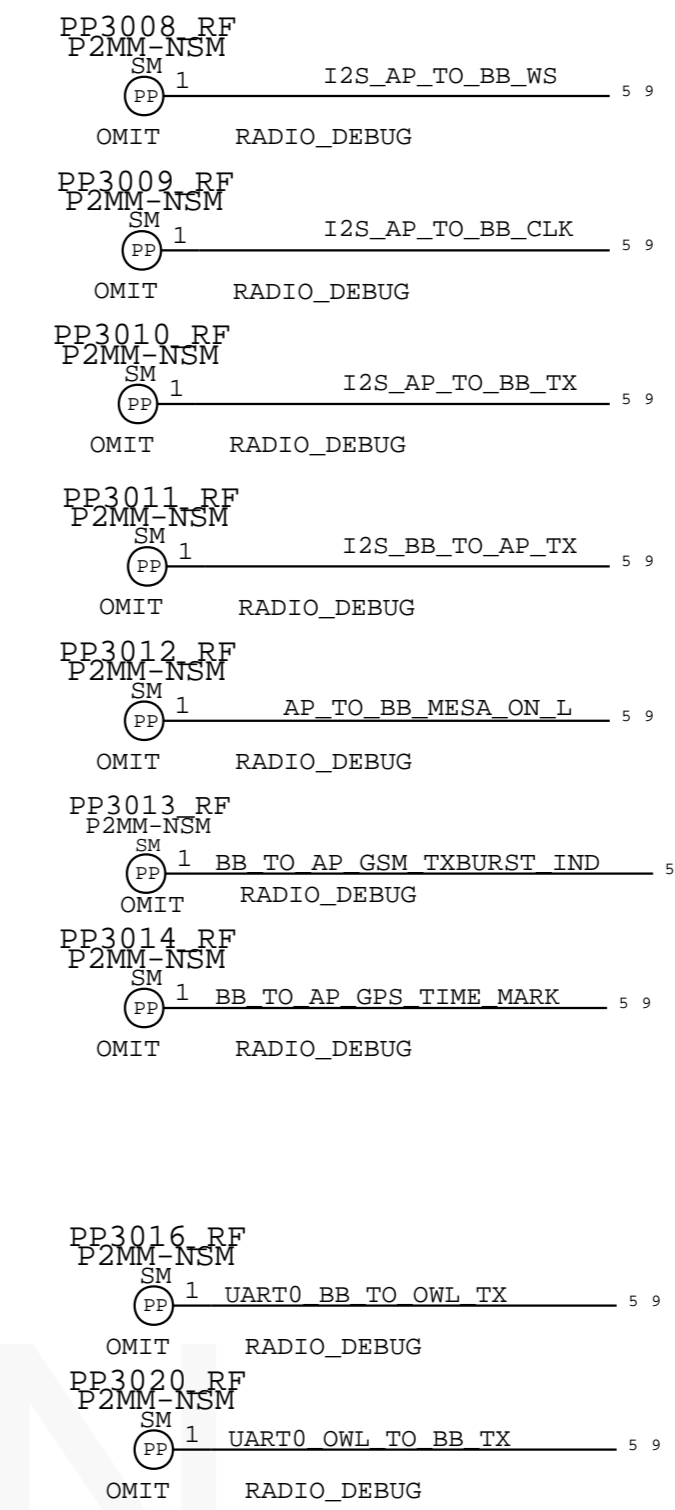 PP3008_RF
P2MM-NSM
SM
PP 1 I2S_AP_TO_BB_WS 5 9
OMIT RADIO_DEBUG
PP3009_RF
P2MM-NSM
SM
PP 1 I2S_AP_TO_BB_CLK 5 9
OMIT RADIO_DEBUG
PP3010_RF
P2MM-NSM
SM
PP 1 I2S_AP_TO_BB_TX 5 9
OMIT RADIO_DEBUG
PP3011_RF
P2MM-NSM
SM
PP 1 I2S_BB_TO_AP_TX 5 9
OMIT RADIO_DEBUG
PP3012_RF
P2MM-NSM
SM
PP 1 AP_TO_BB_MESA_ON_L 5 9
OMIT RADIO_DEBUG
PP3013_RF
P2MM-NSM
SM
PP 1 BB_TO_AP_GSM_TXBURST_IND 5
OMIT RADIO_DEBUG
PP3014_RF
P2MM-NSM
SM
PP 1 BB_TO_AP_GPS_TIME_MARK 5 9
OMIT RADIO_DEBUG
PP3016_RF
P2MM-NSM
SM
PP 1 UART0_BB_TO_OWL_TX 5 9
OMIT RADIO_DEBUG
PP3020_RF
P2MM-NSM
SM
PP 1 UART0_OWL_TO_BB_TX 5 9
OMIT RADIO_DEBUG